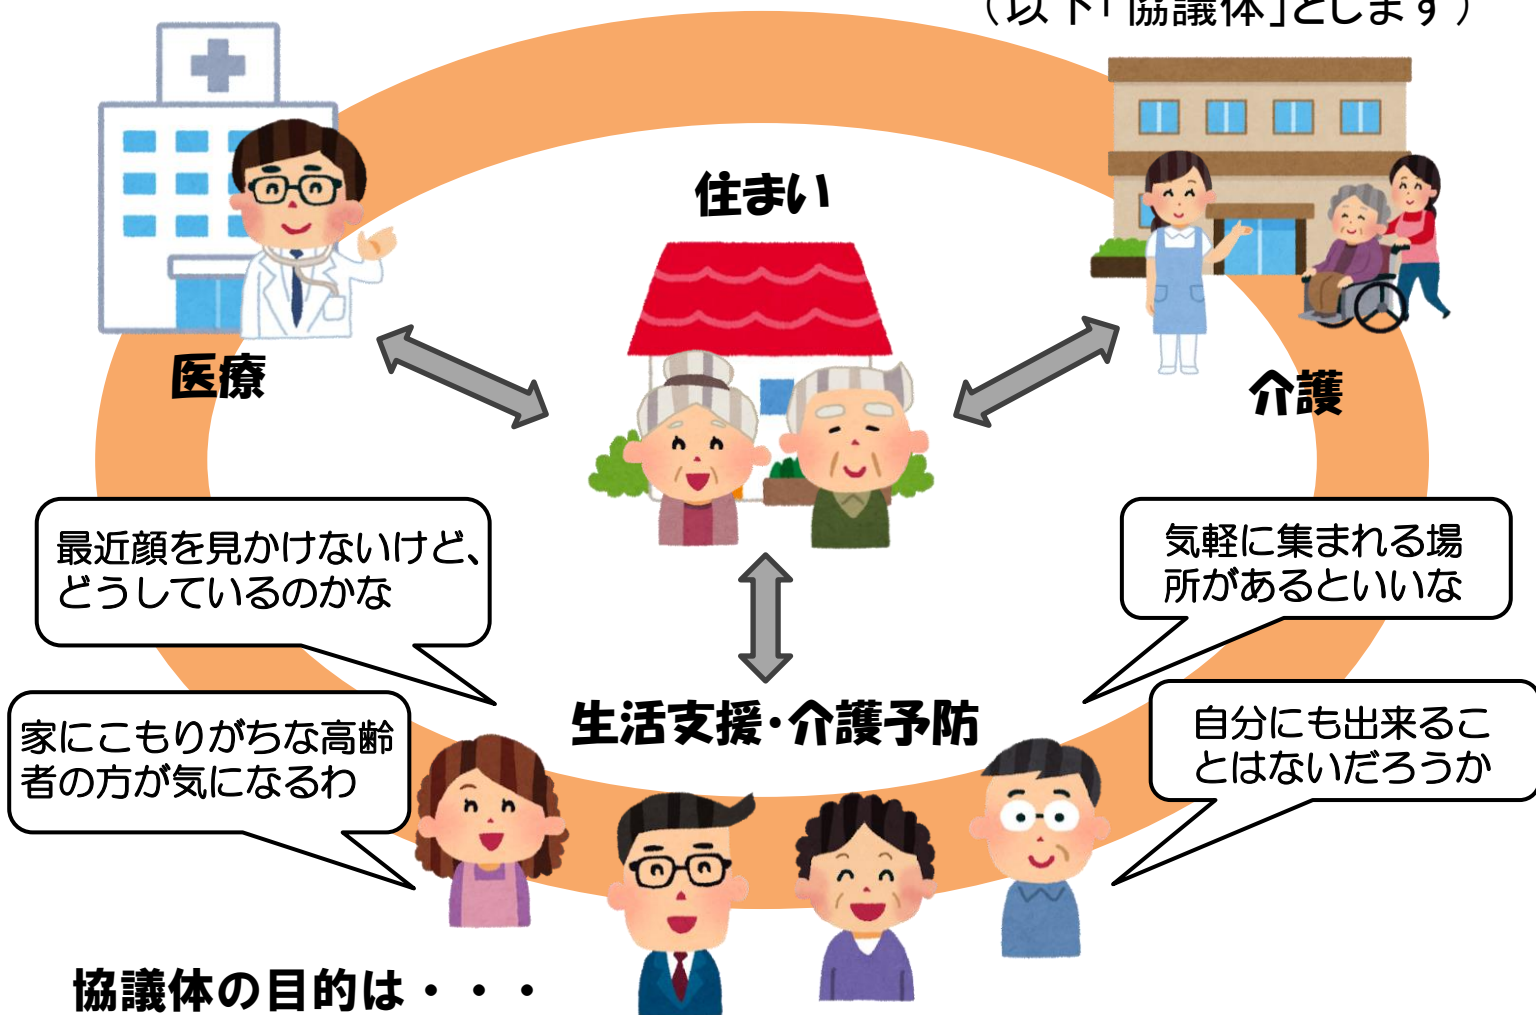 （以下「協議体」とします）
住まい
医療
介護
最近顔を見かけないけど、
どうしているのかな
気軽に集まれる場
所があるといいな
生活支援・介護予防
家にこもりがちな高齢
者の方が気になるわ
自分にも出来るこ
とはないだろうか
協議体の目的は・・・